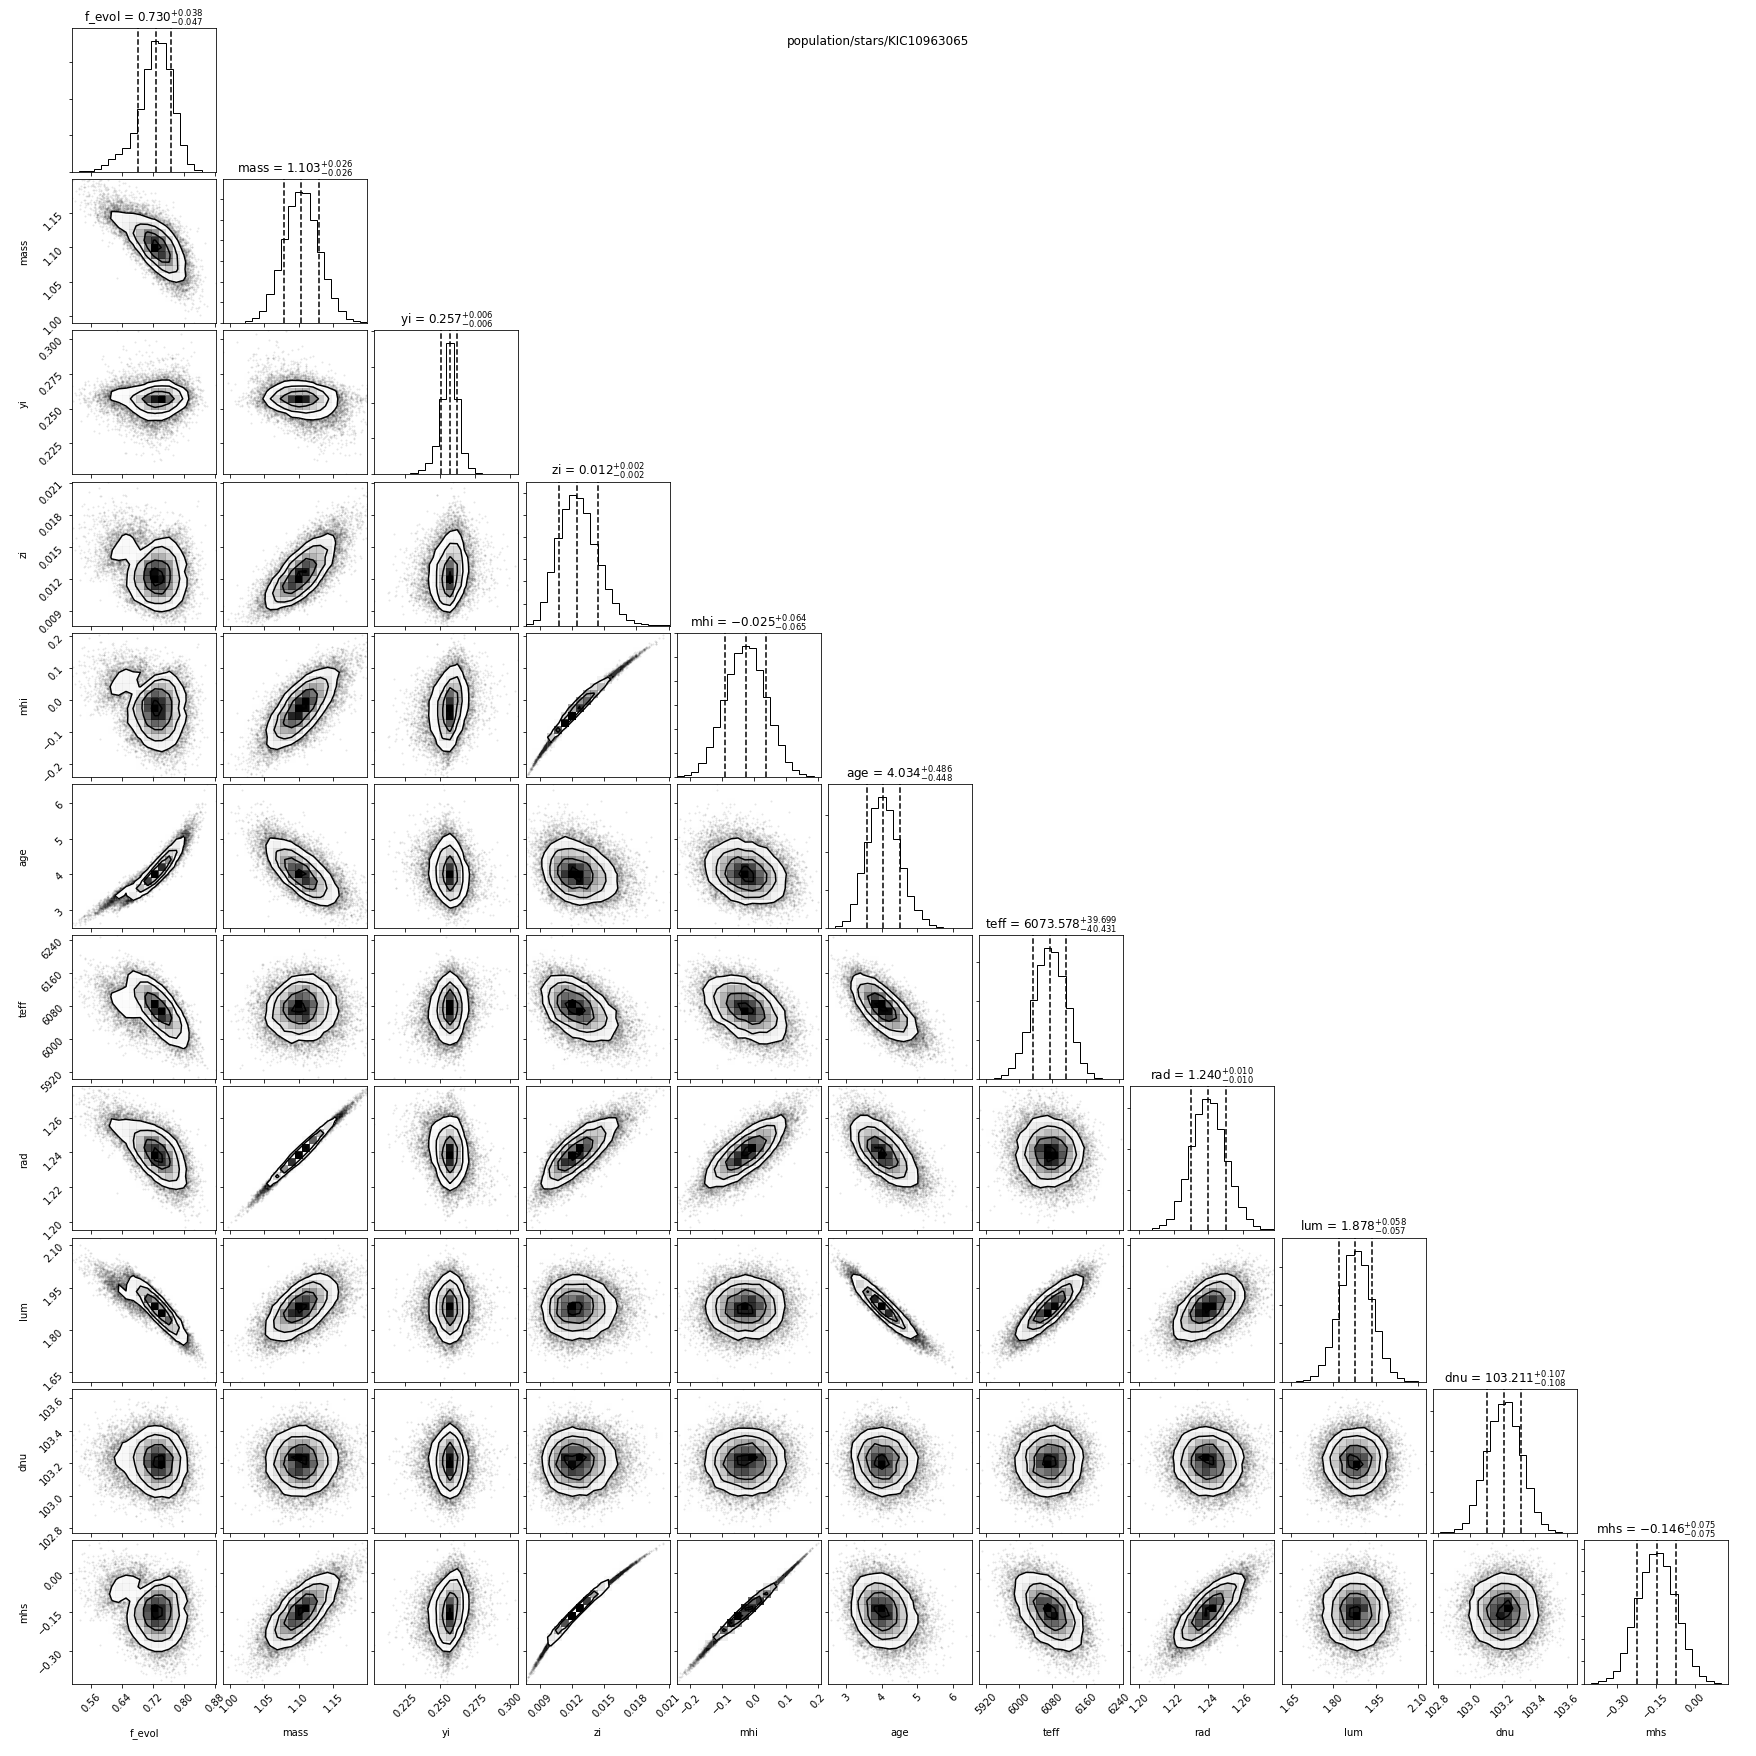 f_evol = 0.730+0.038 −0.047
population/stars/KIC10963065
mass = 1.103+0.026 −0.026
mass
1.15
1.10
1.05
1.00
yi = 0.257+0.006 −0.006
yi
0.300
0.275
0.250
0.225
zi = 0.012+0.002 −0.002
zi
0.021
0.018
0.015
0.012
0.009
mhi = −0.025+0.064 −0.065
mhi
0.2
0.1
0.0
−0.1
−0.2
age = 4.034+0.486 −0.448
age
6
5
4
3
teff = 6073.578+39.699 −40.431
teff
6240
6160
6080
6000
5920
rad = 1.240+0.010 −0.010
rad
1.26
1.24
1.22
1.20
lum = 1.878+0.058 −0.057
lum
2.10
1.95
1.80
1.65
dnu = 103.211+0.107 −0.108
dnu
103.6
103.4
103.2
103.0
102.8
mhs = −0.146+0.075 −0.075
mhs
0.00
−0.15
−0.30
0.56 0.64 0.72 0.80 0.88 1.00 1.05 1.10 1.15 0.225 0.250 0.275 0.300 0.009 0.012 0.015 0.018 0.021 −0.2 −0.1 0.0 0.1 0.2 3 4 5 6 5920 6000 6080 6160 6240 1.20 1.22 1.24 1.26 1.65 1.80 1.95 2.10 102.8 103.0 103.2 103.4 103.6 −0.30 −0.15 0.00
f_evol mass yi zi mhi age teff rad lum dnu mhs